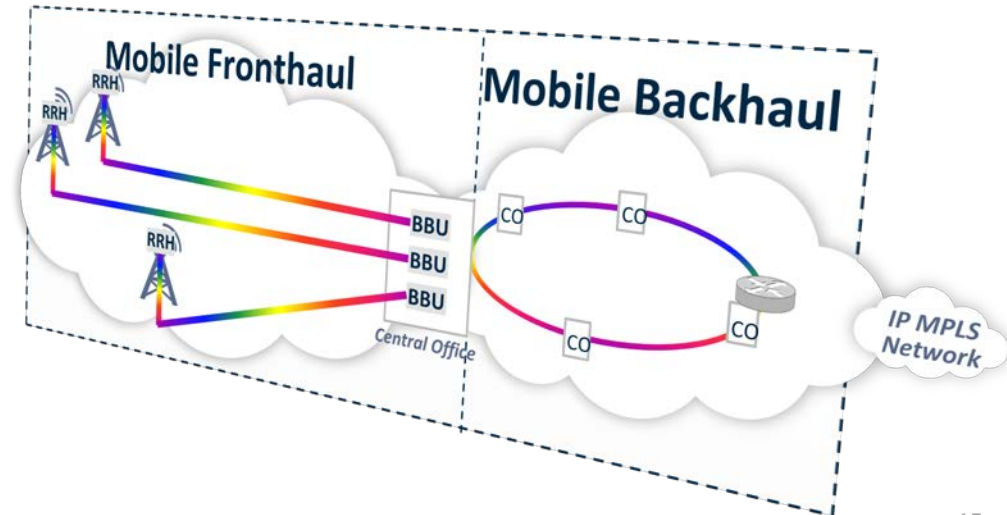 Mobile Fronthaul
Mobile Backhaul
RRH
RRH
RRH
BBU
BBU
BBU
Central Office
CO
CO
CO
CO
IP MPLS
Network